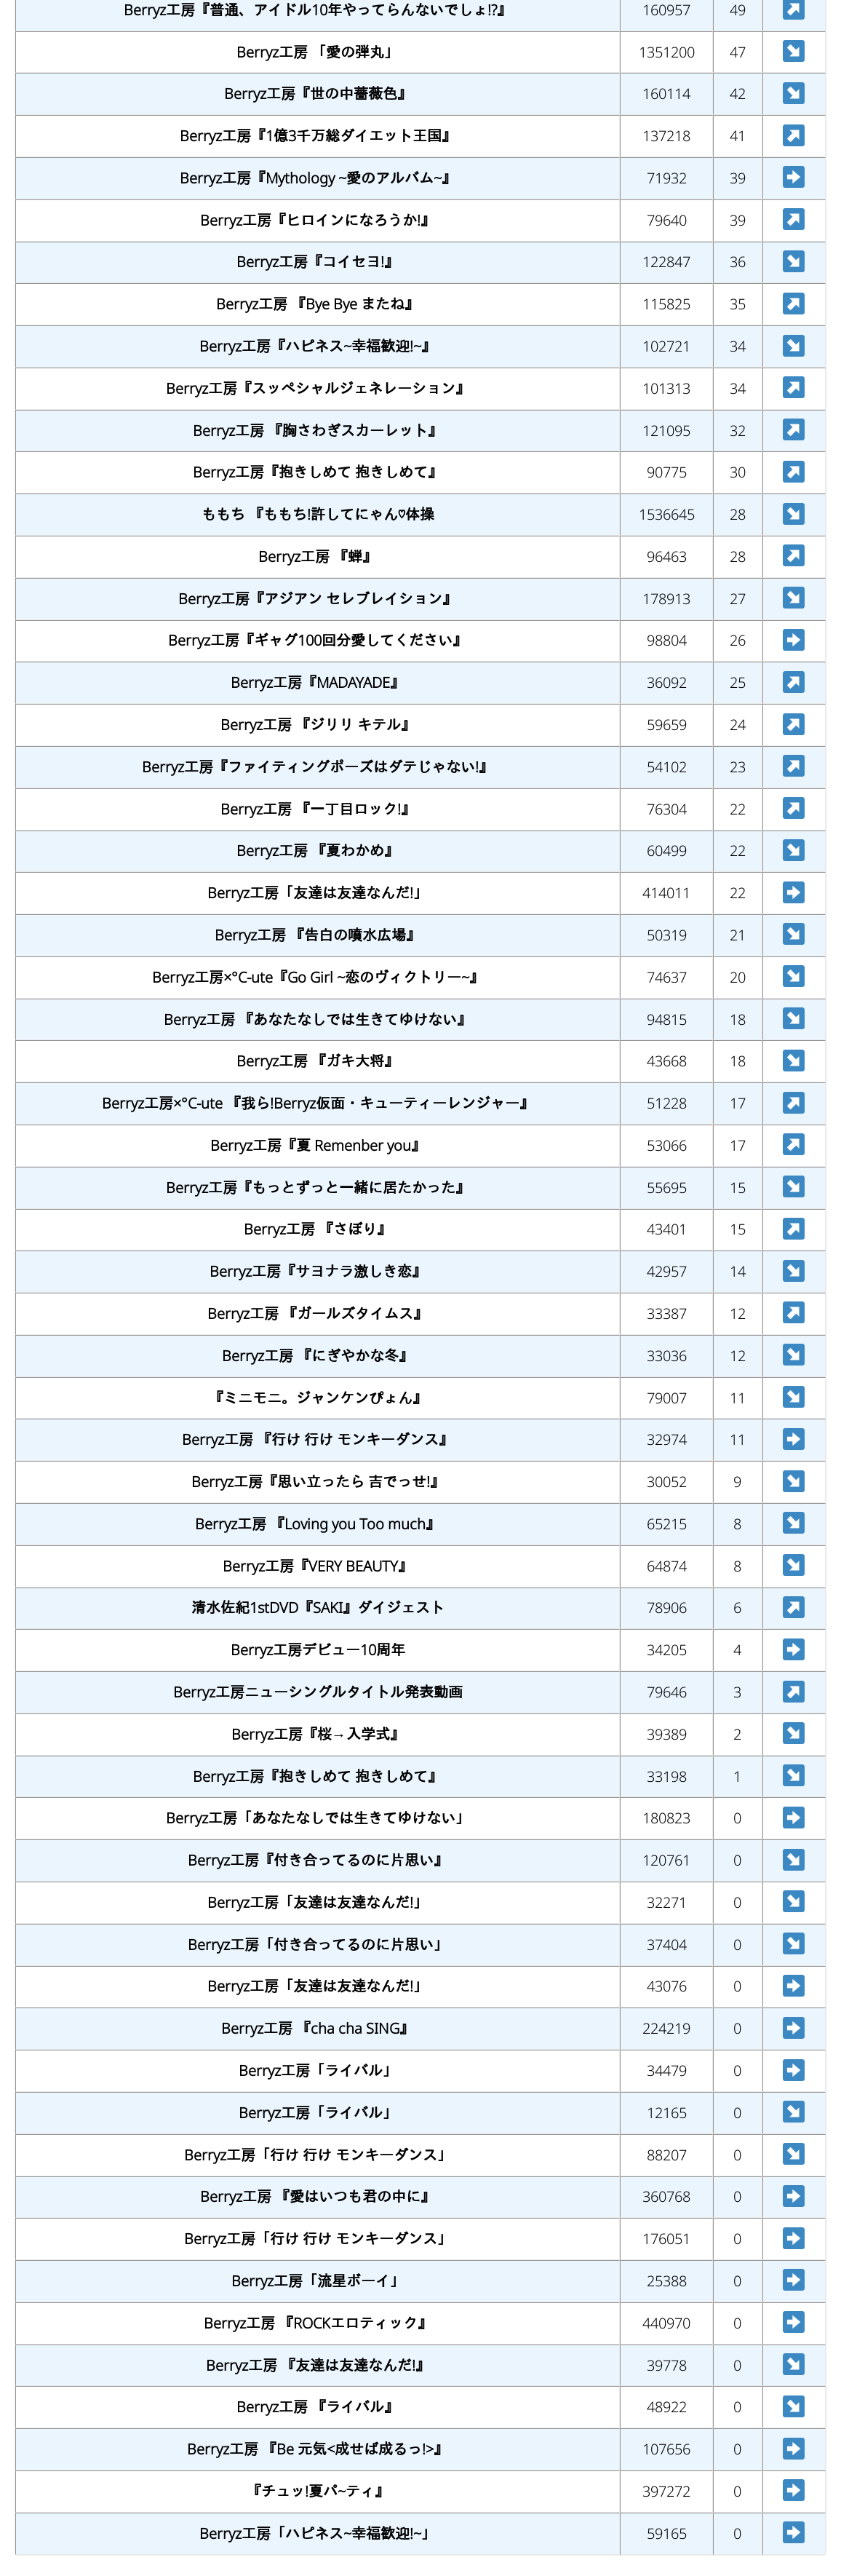 Berryz工房『普通、アイドル10年やってらんないでしょ!?』 160957 49 ↗
Berryz工房 「愛の弾丸」 1351200 47 ↘
Berryz工房『世の中薔薇色』 160114 42 ↘
Berryz工房『1億3千万総ダイエット王国』 137218 41 ↗
Berryz工房『Mythology ~愛のアルバム~』 71932 39 ➡
Berryz工房『ヒロインになろうか!』 79640 39 ↗
Berryz工房『コイセヨ!』 122847 36 ↘
Berryz工房 『Bye Bye またね』 115825 35 ↗
Berryz工房『ハピネス~幸福歓迎!~』 102721 34 ↘
Berryz工房『スッペシャルジェネレーション』 101313 34 ↗
Berryz工房 『胸さわぎスカーレット』 121095 32 ↗
Berryz工房『抱きしめて 抱きしめて』 90775 30 ↗
ももち 『ももち!許してにゃん♡体操 1536645 28 ↘
Berryz工房 『蝉』 96463 28 ↗
Berryz工房『アジアン セレブレイション』 178913 27 ↘
Berryz工房『ギャグ100回分愛してください』 98804 26 ➡
Berryz工房『MADAYADE』 36092 25 ↗
Berryz工房 『ジリリ キテル』 59659 24 ↗
Berryz工房『ファイティングポーズはダテじゃない!』 54102 23 ↗
Berryz工房 『一丁目ロック!』 76304 22 ↗
Berryz工房 『夏わかめ』 60499 22 ↘
Berryz工房「友達は友達なんだ!」 414011 22 ➡
Berryz工房 『告白の噴水広場』 50319 21 ↘
Berryz工房×°C-ute『Go Girl ~恋のヴィクトリー~』 74637 20 ↘
Berryz工房 『あなたなしでは生きてゆけない』 94815 18 ↘
Berryz工房 『ガキ大将』 43668 18 ↘
Berryz工房×°C-ute 『我ら!Berryz仮面・キューティーレンジャー』 51228 17 ↗
Berryz工房『夏 Remenber you』 53066 17 ↗
Berryz工房『もっとずっと一緒に居たかった』 55695 15 ↘
Berryz工房 『さぼり』 43401 15 ↗
Berryz工房『サヨナラ激しき恋』 42957 14 ↘
Berryz工房 『ガールズタイムス』 33387 12 ↗
Berryz工房 『にぎやかな冬』 33036 12 ↘
『ミニモニ。ジャンケンぴょん』 79007 11 ↘
Berryz工房 『行け 行け モンキーダンス』 32974 11 ➡
Berryz工房『思い立ったら 吉でっせ!』 30052 9 ↘
Berryz工房 『Loving you Too much』 65215 8 ↘
Berryz工房『VERY BEAUTY』 64874 8 ↘
清水佐紀1stDVD『SAKI』ダイジェスト 78906 6 ↗
Berryz工房デビュー10周年 34205 4 ➡
Berryz工房ニューシングルタイトル発表動画 79646 3 ↗
Berryz工房『桜→入学式』 39389 2 ↘
Berryz工房『抱きしめて 抱きしめて』 33198 1 ↘
Berryz工房「あなたなしでは生きてゆけない」 180823 0 ➡
Berryz工房『付き合ってるのに片思い』 120761 0 ↘
Berryz工房「友達は友達なんだ!」 32271 0 ↘
Berryz工房「付き合ってるのに片思い」 37404 0 ↘
Berryz工房「友達は友達なんだ!」 43076 0 ➡
Berryz工房 『cha cha SING』 224219 0 ➡
Berryz工房「ライバル」 34479 0 ➡
Berryz工房「ライバル」 12165 0 ↘
Berryz工房「行け 行け モンキーダンス」 88207 0 ↘
Berryz工房 『愛はいつも君の中に』 360768 0 ➡
Berryz工房「行け 行け モンキーダンス」 176051 0 ➡
Berryz工房「流星ボーイ」 25388 0 ➡
Berryz工房 『ROCKエロティック』 440970 0 ➡
Berryz工房 『友達は友達なんだ!』 39778 0 ↘
Berryz工房 『ライバル』 48922 0 ↘
Berryz工房 『Be 元気<成せば成るっ!>』 107656 0 ➡
『チュッ!夏パ~ティ』 397272 0 ➡
Berryz工房「ハピネス~幸福歓迎!~」 59165 0 ➡